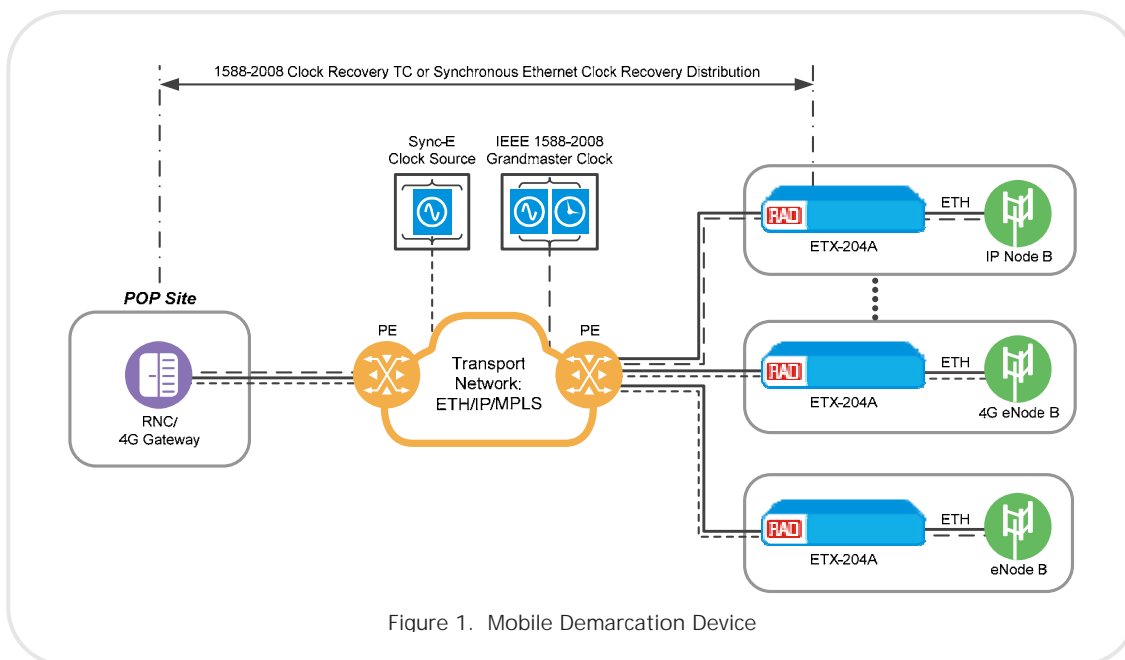 1588-2008 Clock Recovery TC or Synchronous Ethernet Clock Recovery Distribution
Sync-E
Clock Source
IEEE 1588-2008
Grandmaster Clock
POP Site
RNC/
4G Gateway
PE
Transport
Network:
ETH/IP/MPLS
PE
RAD
ETX-204A
ETH
IP Node B
RAD
ETX-204A
ETH
4G eNode B
RAD
ETX-204A
ETH
eNode B
Figure 1. Mobile Demarcation Device